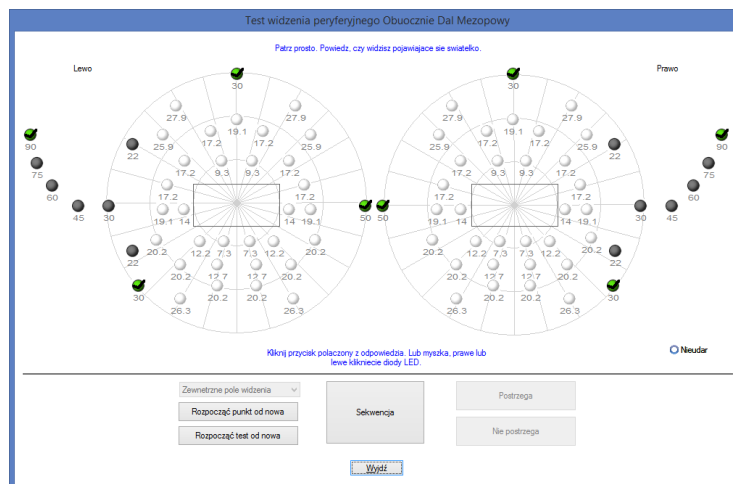 Test widzenia peryferyjnego Obuocznie Dal Mezopowy
Patrz prosto. Powiedz, czy widzisz pojawiajace sie swiatelko.
Lewo
Prawo
30 30
27.9 27.9 27.9 27.9
19.1 19.1
25.9 17.2 17.2 25.9 25.9 17.2 17.2 25.9
90 22 22 90
17.2 9.3 9.3 17.2 17.2 9.3 9.3 17.2
75 75
60 17.2 17.2 17.2 17.2 60
45 30 19.1 14 14 19.1 50 50 19.1 14 14 19.1 30 45
20.2 12.2 7.3 7.3 12.2 20.2 20.2 12.2 7.3 7.3 12.2 20.2
22 22
20.2 12.7 12.7 20.2 20.2 12.7 12.7 20.2
30 20.2 20.2 20.2 20.2 30
26.3 26.3 26.3 26.3
Kliknij przycisk polaczony z odpowiedzia. Lub myszka, prawe lub
lewe klikniecie diody LED.
Nieudar
Zewnetrzne pole widzenia
Rozpocząć punkt od nowa
Rozpocząć test od nowa
Sekwencja
Postrzega
Nie postrzega
Wyjdź